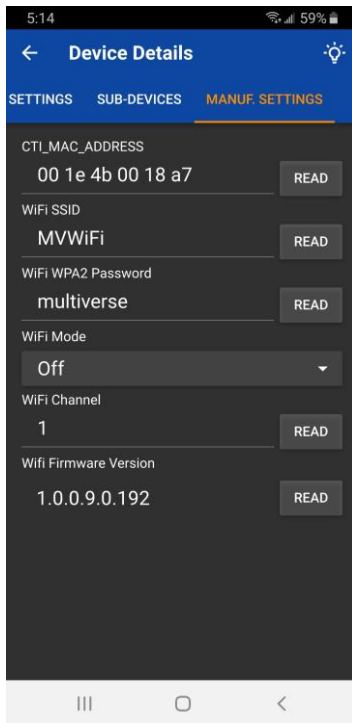 5:14 59%
Device Details
SETTINGS SUB-DEVICES MANUF. SETTINGS
CTI_MAC_ADDRESS
00 1e 4b 00 18 a7 READ
WiFi SSID
MVWiFi READ
WiFi WPA2 Password
multiverse READ
WiFi Mode
Off
WiFi Channel
1 READ
Wifi Firmware Version
1.0.0.9.0.192 READ